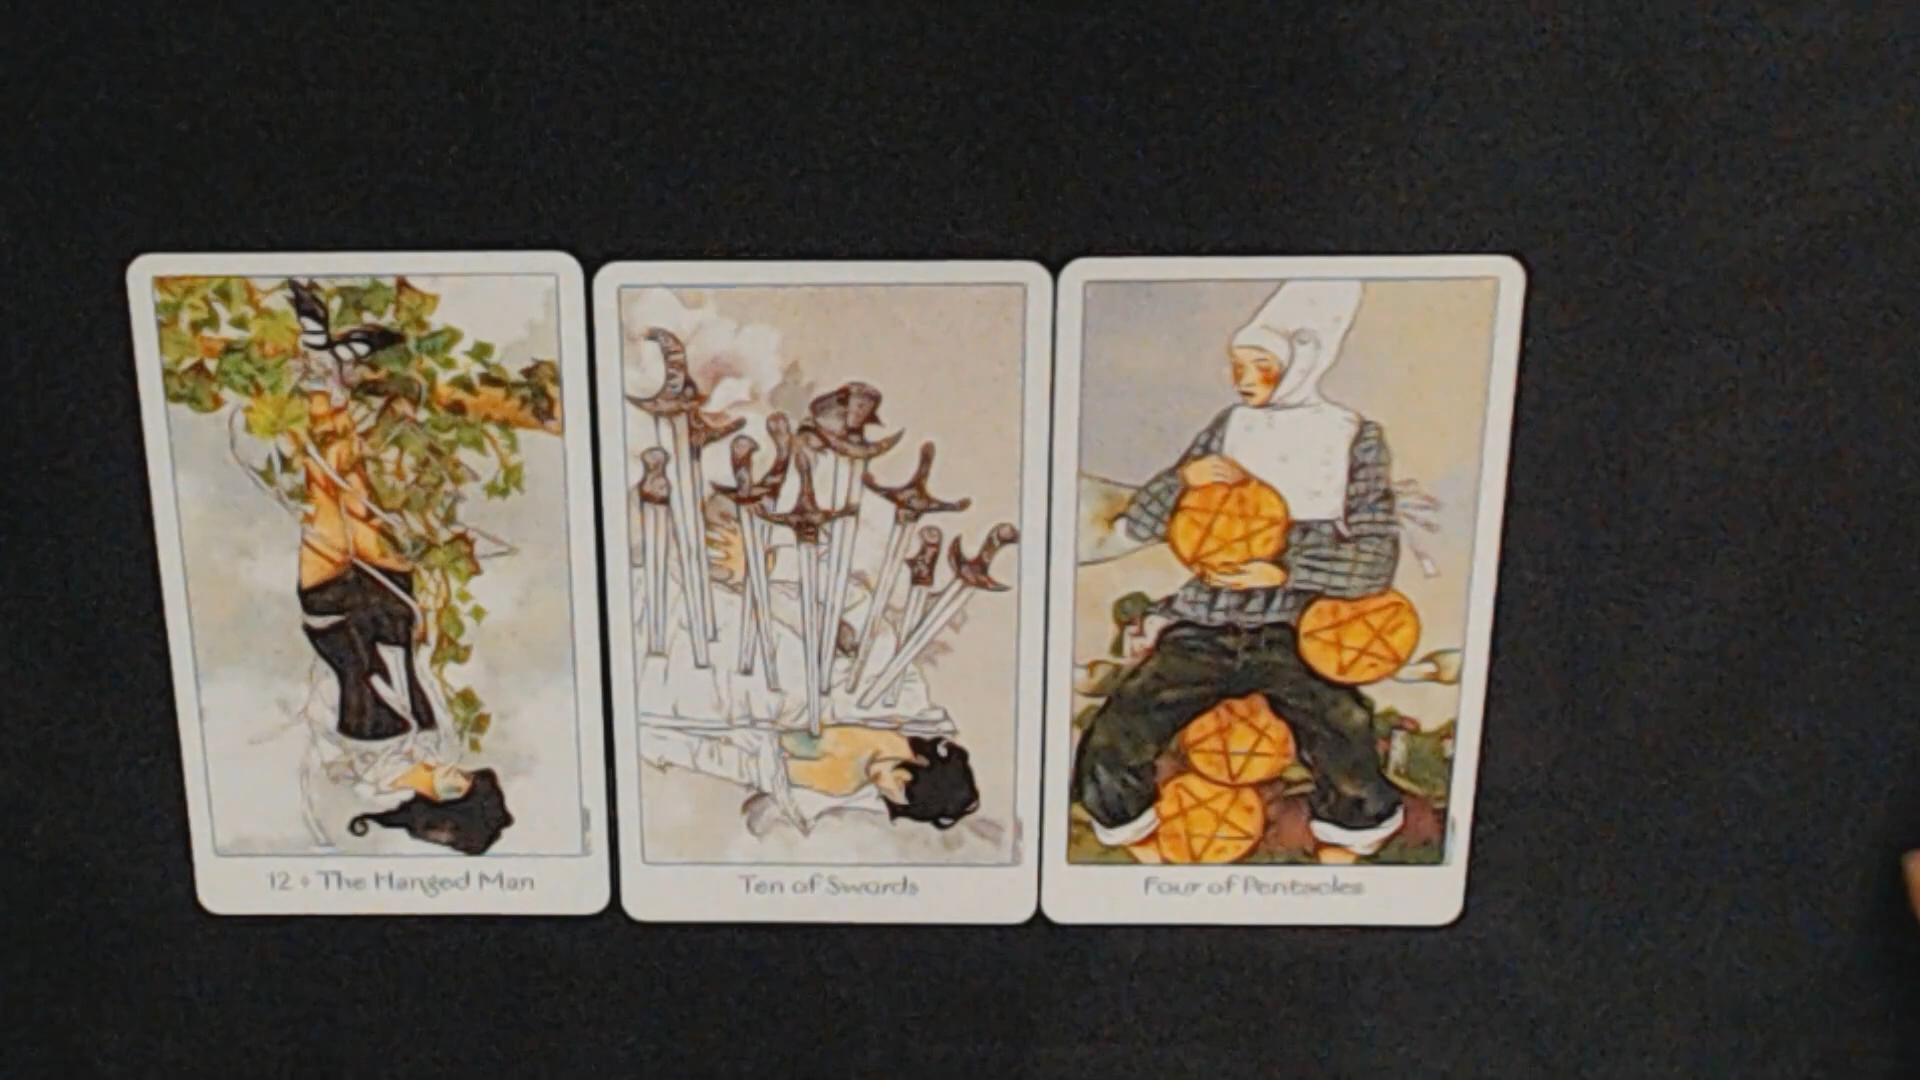 12 ⋄ The Hanged Man
Ten of Swords
Four of Pentacles